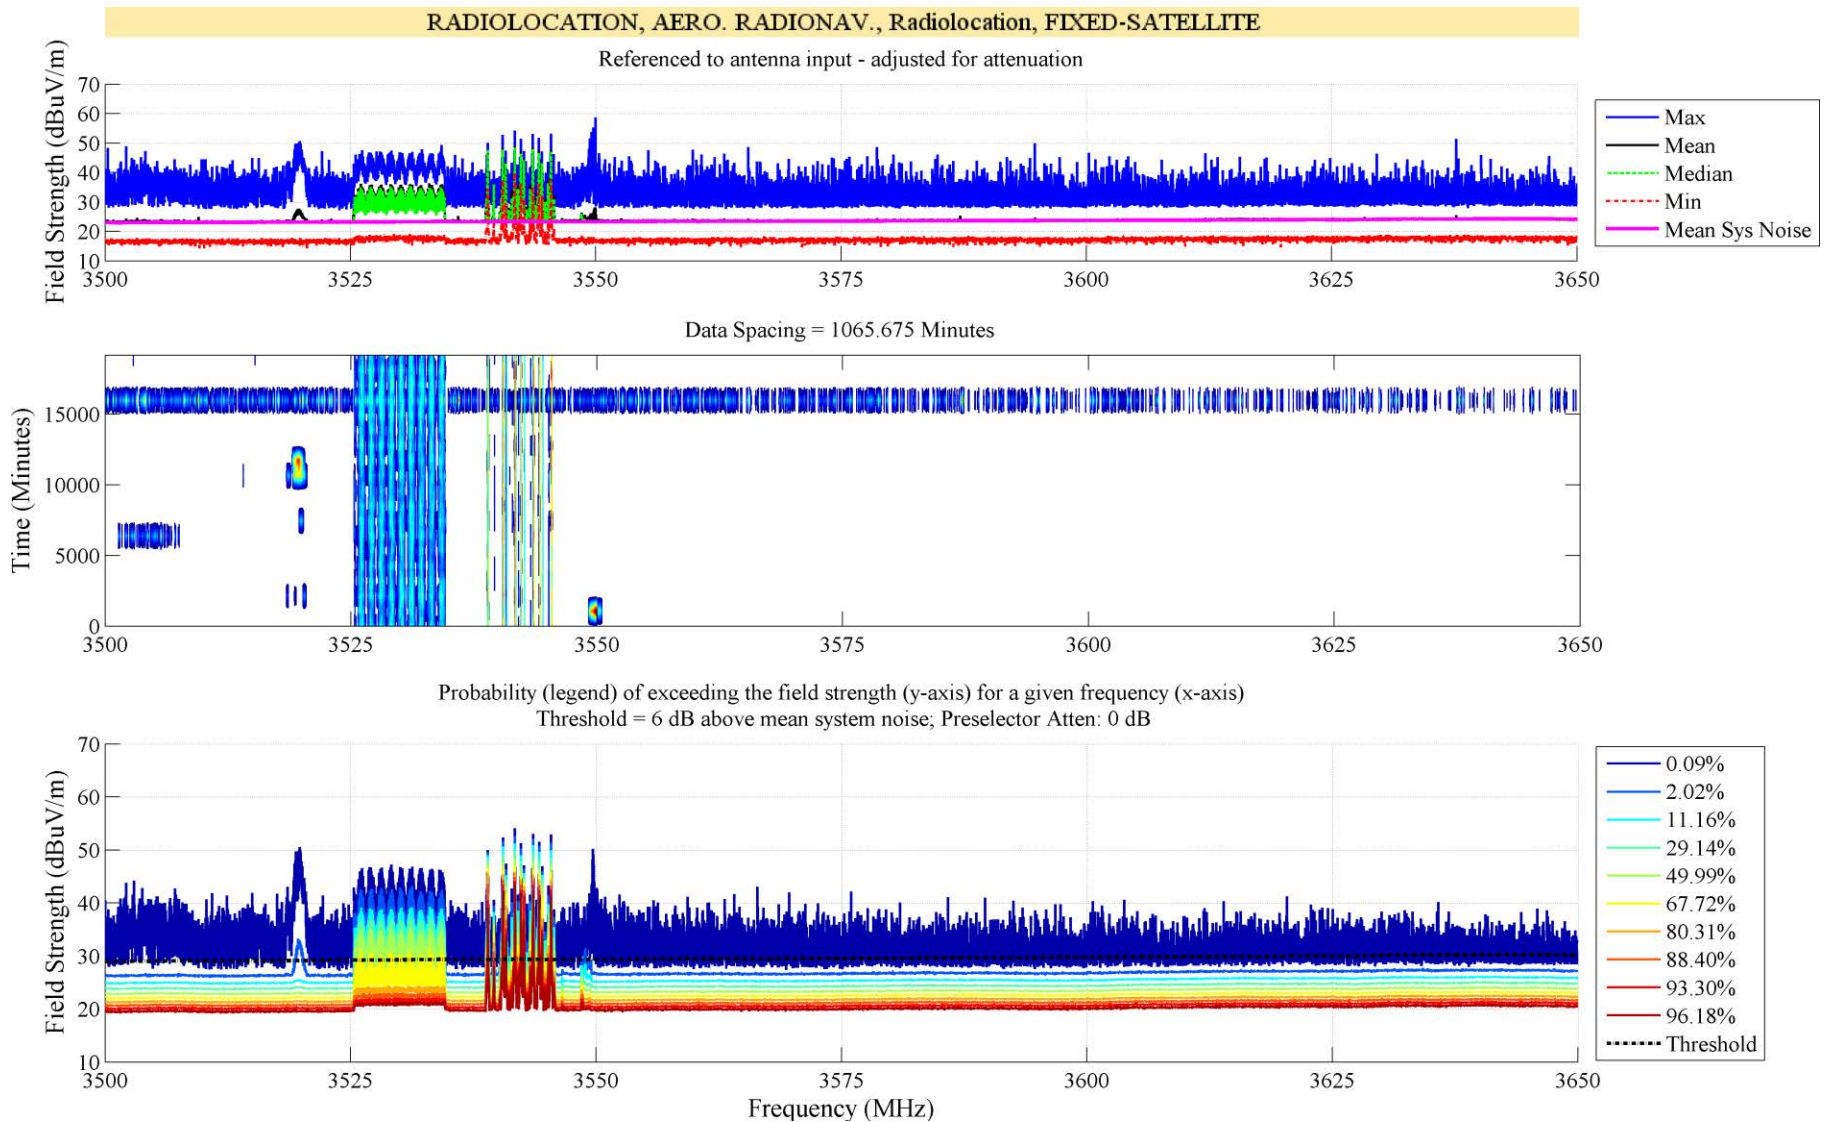 RADIOLOCATION, AERO. RADIONAV., Radiolocation, FIXED-SATELLITE
Referenced to antenna input - adjusted for attenuation
Field Strength (dBuV/m)
70
60
50
40
30
20
10
3500 3525 3550 3575 3600 3625 3650
Max
Mean
Median
Min
Mean Sys Noise
Data Spacing = 1065.675 Minutes
Time (Minutes)
15000
10000
5000
0
3500 3525 3550 3575 3600 3625 3650
Probability (legend) of exceeding the field strength (y-axis) for a given frequency (x-axis)
Threshold = 6 dB above mean system noise; Preselector Atten: 0 dB
Field Strength (dBuV/m)
70
60
50
40
30
20
10
3500 3525 3550 3575 3600 3625 3650
Frequency (MHz)
0.09%
2.02%
11.16%
29.14%
49.99%
67.72%
80.31%
88.40%
93.30%
96.18%
Threshold